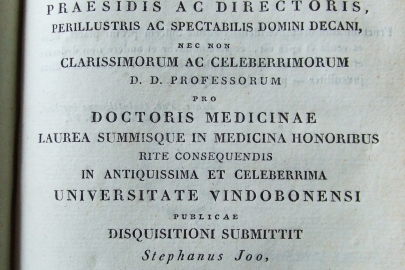 PRAESIDIS AC DIRECTORIS,
PERILLUSTRIS AC SPECTABILIS DOMINI DECANI,
NEC NON
CLARISSIMORUM AC CELEBERRIMORUM
D. D. PROFESSORUM
PRO
DOCTORIS MEDICINAE
LAUREA SUMMISQUE IN MEDICINA HONORIBUS
RITE CONSEQUENDIS
IN ANTIQUISSIMA ET CELEBERRIMA
UNIVERSITATE VINDOBONENSI
PUBLICAE
DISQUISITIONI SUBMITTIT
Stephanus Joo,